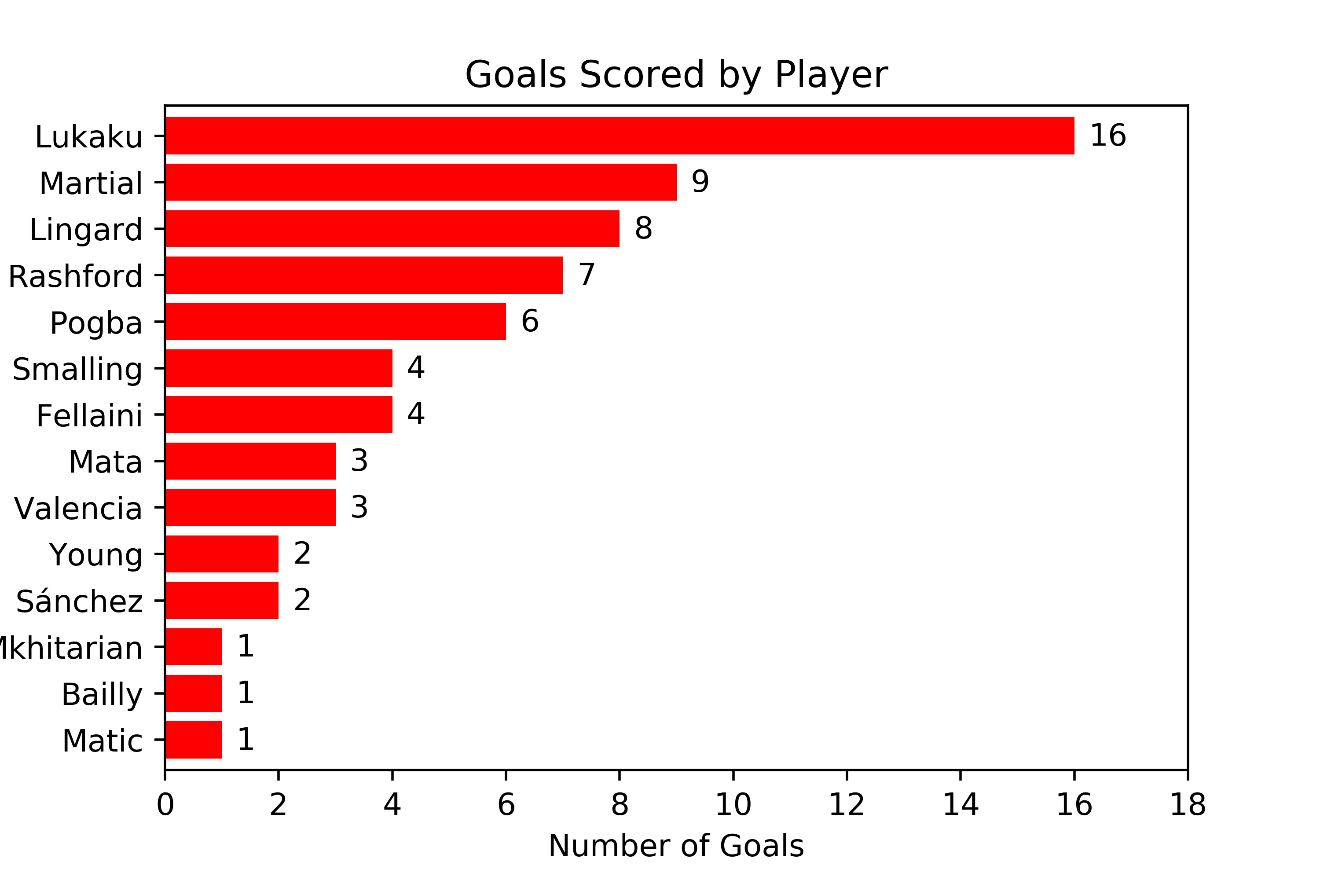 Goals Scored by Player
Lukaku 16
Martial 9
Lingard 8
Rashford 7
Pogba 6
Smalling 4
Fellaini 4
Mata 3
Valencia 3
Young 2
Sánchez 2
Mkhitarian 1
Bailly 1
Matic 1
0 2 4 6 8 10 12 14 16 18
Number of Goals